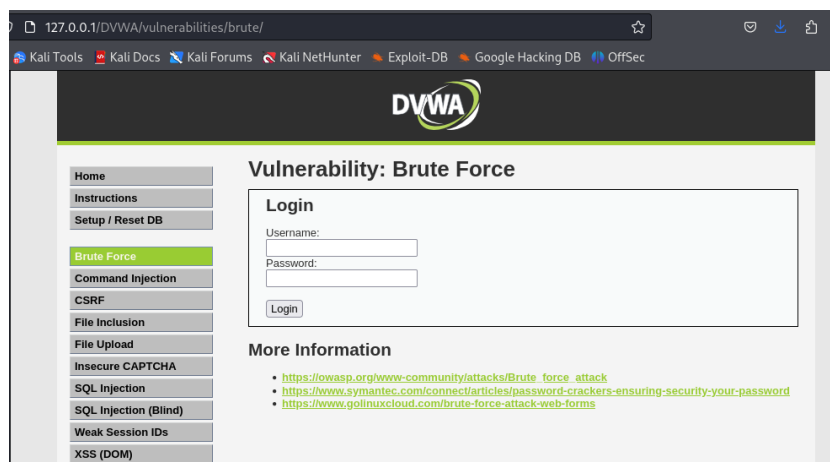 127.0.0.1/DVWA/vulnerabilities/brute/
Kali Tools Kali Docs Kali Forums Kali NetHunter Exploit-DB Google Hacking DB OffSec
DVWA
Home
Instructions
Setup / Reset DB
Brute Force
Command Injection
CSRF
File Inclusion
File Upload
Insecure CAPTCHA
SQL Injection
SQL Injection (Blind)
Weak Session IDs
XSS (DOM)
Vulnerability: Brute Force
Login
Username:
Password:
Login
More Information
https://owasp.org/www-community/attacks/Brute_force_attack
https://www.symantec.com/connect/articles/password-crackers-ensuring-security-your-password
https://www.golinuxcloud.com/brute-force-attack-web-forms